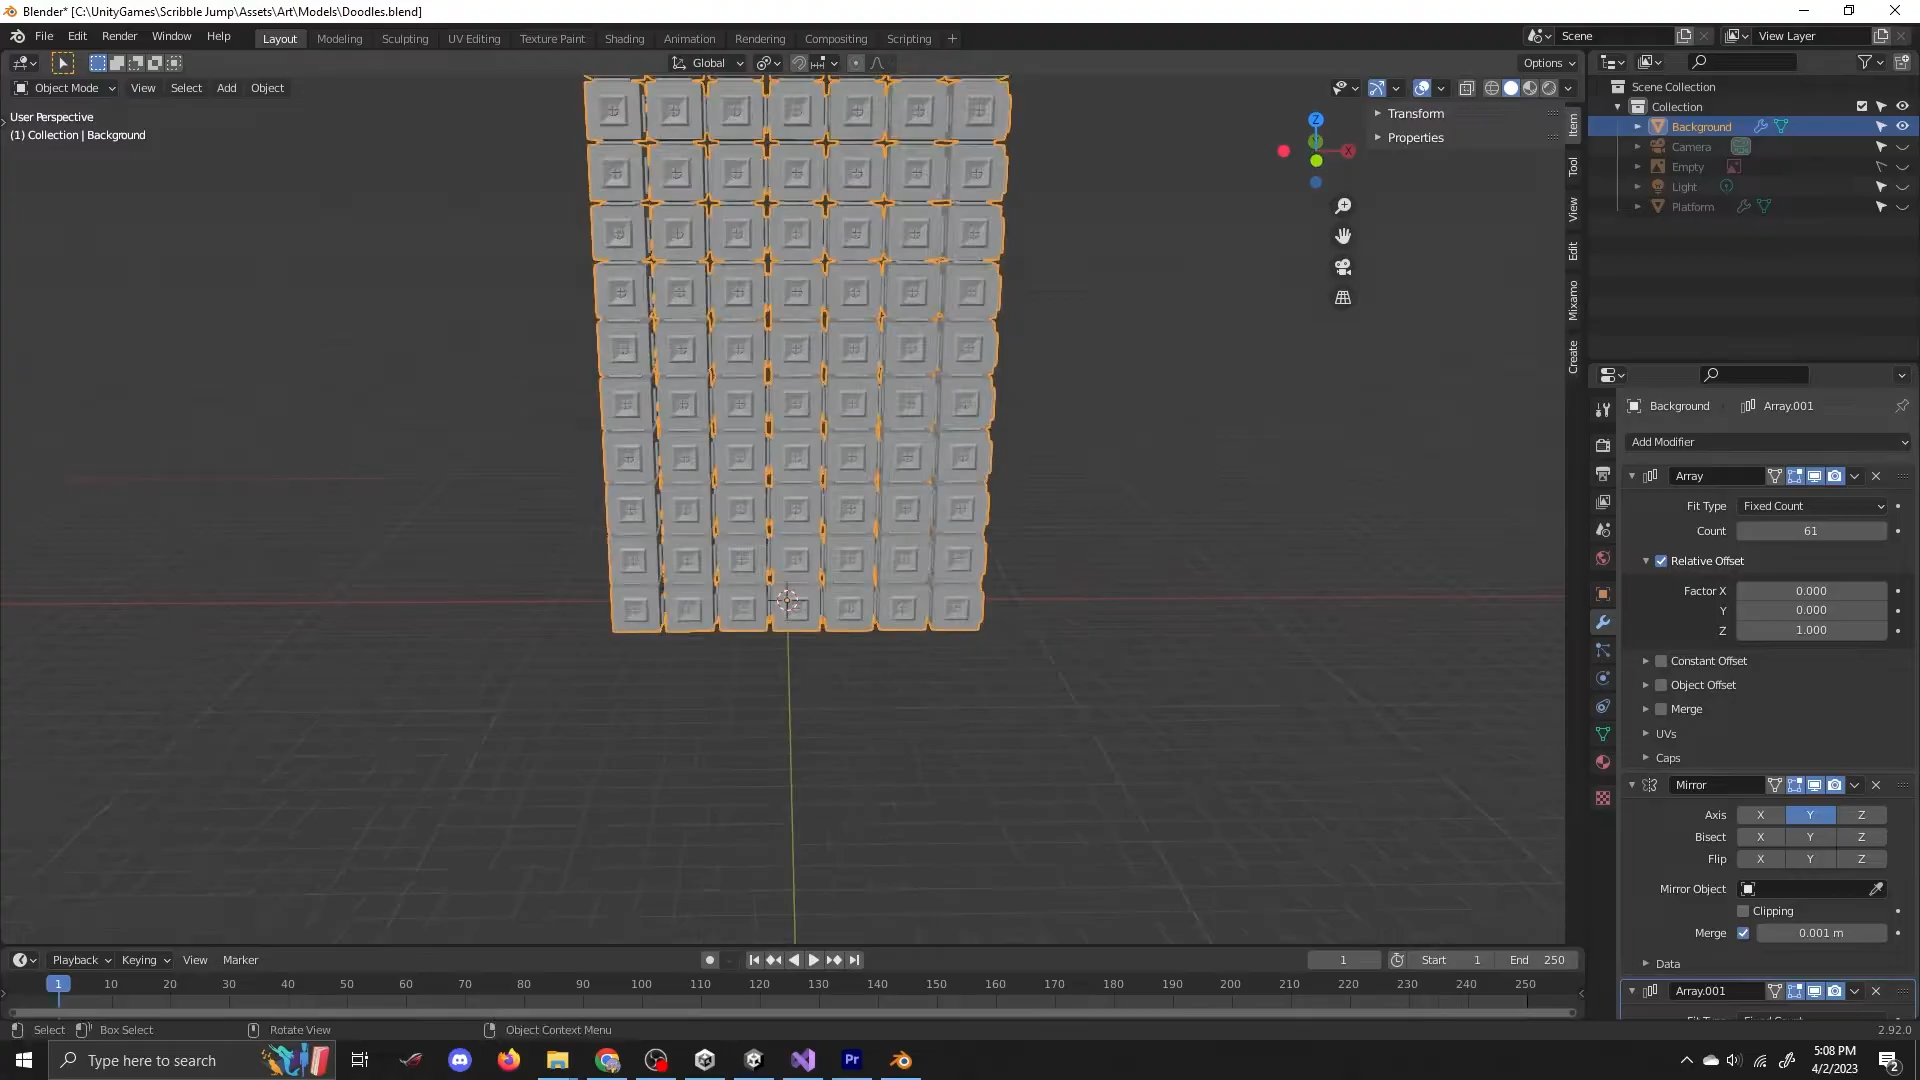 Blender* [C:\UnityGames\Scribble Jump\Assets\Art\Models\Doodles.blend]
File Edit Render Window Help Layout Modeling Sculpting UV Editing Texture Paint Shading Animation Rendering Compositing Scripting + Scene View Layer
Global Options
Object Mode View Select Add Object
User Perspective
(1) Collection | Background
Transform
Properties
Z
X
Item
Tool
View
Edit
Mixamo
Create
Scene Collection
Collection
Background
Camera
Empty
Light
Platform
Background Array.001
Add Modifier
Array
Fit Type Fixed Count
Count 61
Relative Offset
Factor X 0.000
Y 0.000
Z 1.000
Constant Offset
Object Offset
Merge
UVs
Caps
Mirror
Axis X Y Z
Bisect X Y Z
Flip X Y Z
Mirror Object
Clipping
Merge 0.001 m
Data
Array.001
Playback Keying View Marker 1 Start 1 End 250
1 10 20 30 40 50 60 70 80 90 100 110 120 130 140 150 160 170 180 190 200 210 220 230 240 250
Select Box Select Rotate View Object Context Menu 2.92.0
Type here to search
Pr
5:08 PM
4/2/2023
2